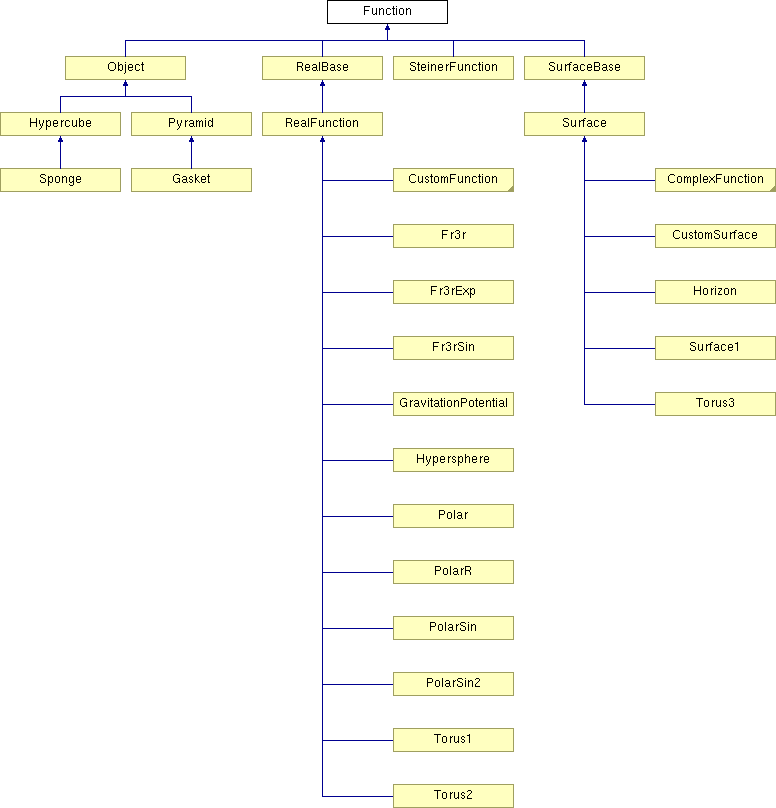 Function
Object
RealBase
SteinerFunction
SurfaceBase
Hypercube
Pyramid
RealFunction
Surface
Sponge
Gasket
CustomFunction
ComplexFunction
Fr3r
CustomSurface
Fr3rExp
Horizon
Fr3rSin
Surface1
GravitationPotential
Torus3
Hypersphere
Polar
PolarR
PolarSin
PolarSin2
Torus1
Torus2